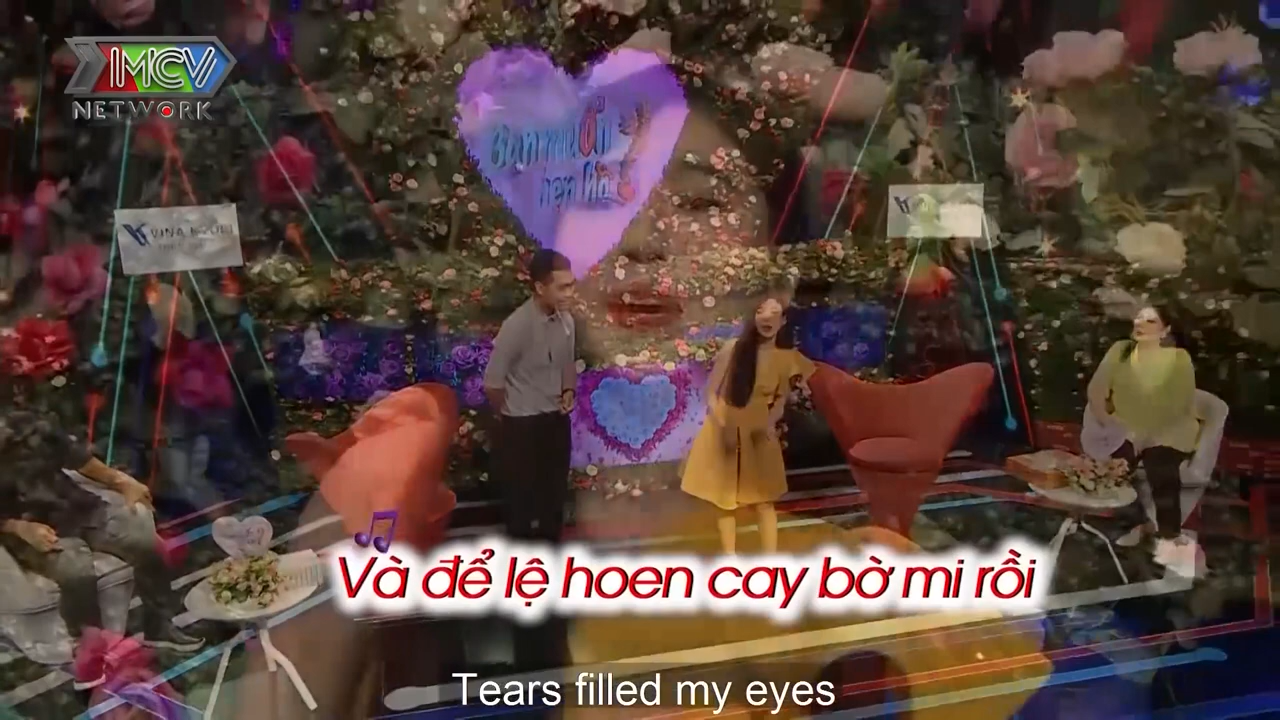 MCV
NETWORK
Bạn muốn
hẹn hò
Và để lệ hoen cay bờ mi rồi
Tears filled my eyes